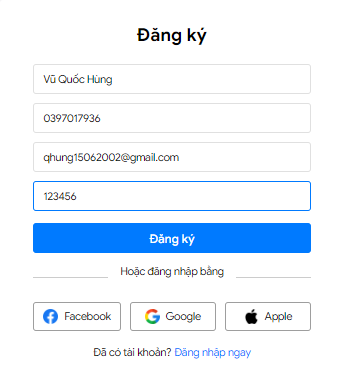 Đăng ký
Vũ Quốc Hùng
0397017936
qhung15062002@gmail.com
123456
Đăng ký
Hoặc đăng nhập bằng
Facebook Google Apple
Đã có tài khoản? Đăng nhập ngay